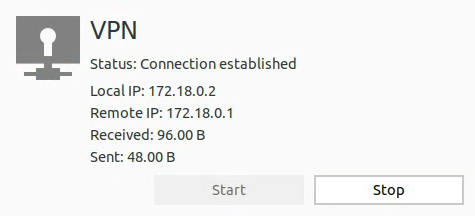 VPN
Status: Connection established
Local IP: 172.18.0.2
Remote IP: 172.18.0.1
Received: 96.00 B
Sent: 48.00 B
Start
Stop